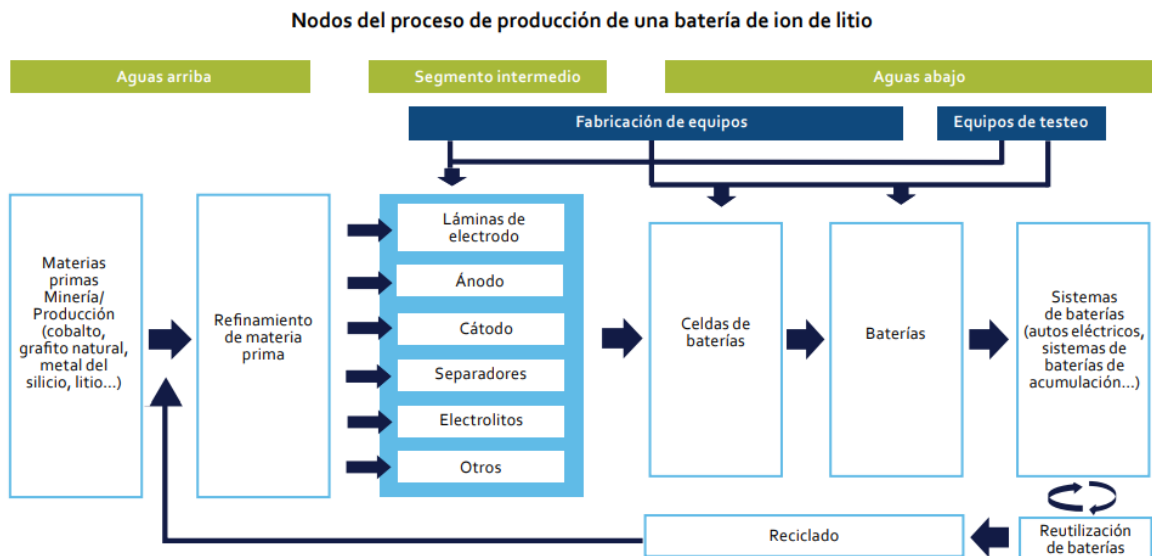 Nodos del proceso de producción de una batería de ion de litio
Aguas arriba
Segmento intermedio
Aguas abajo
Fabricación de equipos
Equipos de testeo
Materias
primas
Minería/
Producción
(cobalto,
grafito natural,
metal del
silicio, litio...)
Refinamiento
de materia
prima
Láminas de
electrodo
Ánodo
Cátodo
Separadores
Electrolitos
Otros
Celdas de
baterías
Baterías
Sistemas
de baterías
(autos eléctricos,
sistemas de
baterías de
acumulación...)
Reciclado
Reutilización
de baterías